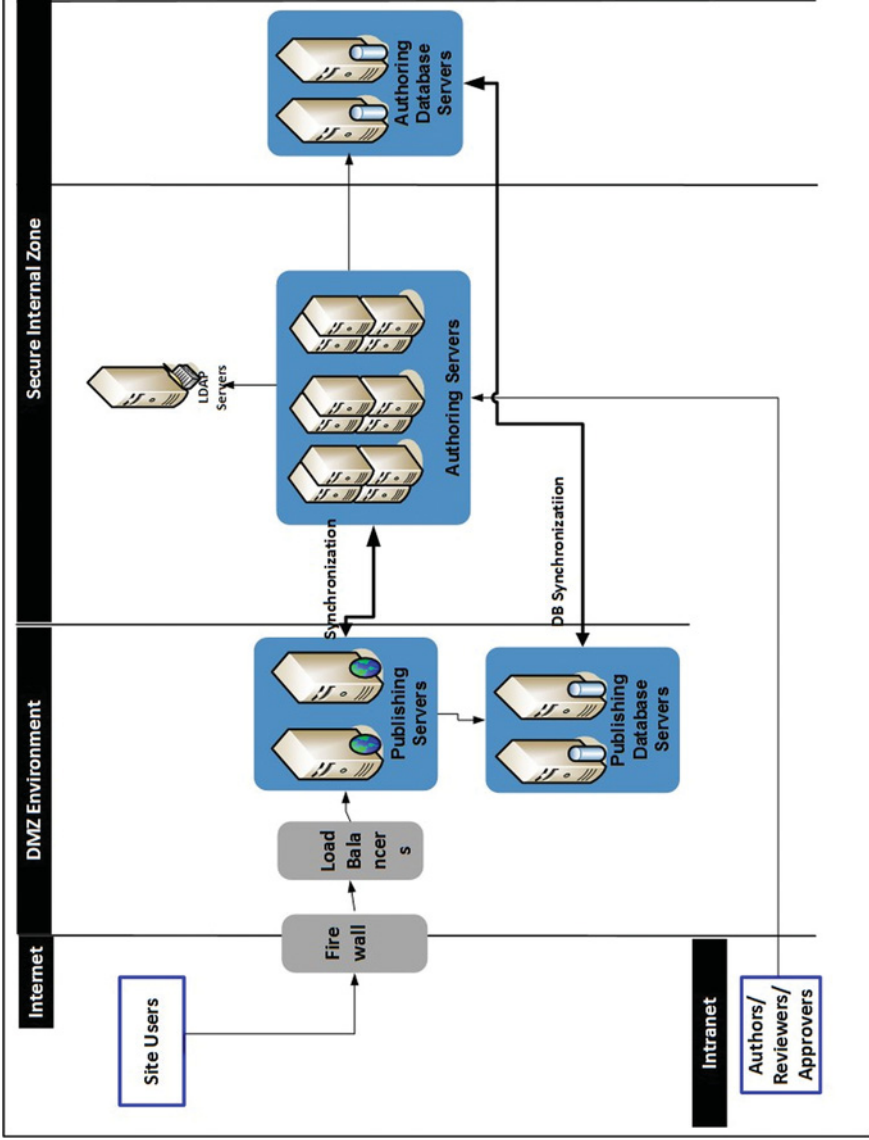 Internet
DMZ Environment
Secure Internal Zone
Site Users
Fire
wall
Load
Bala
ncer
s
Publishing
Servers
Synchronization
LDAP
Servers
Authoring Servers
Authoring
Database
Servers
Publishing
Database
Servers
DB Synchronizatiion
Intranet
Authors/
Reviewers/
Approvers